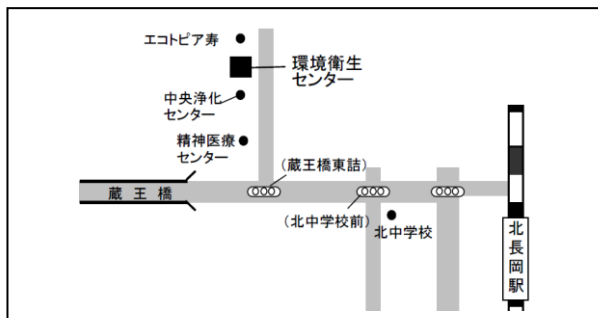 エコトピア寿
環境衛生
センター
中央浄化
センター
精神医療
センター
(蔵王橋東詰)
蔵王橋
(北中学校前)
北中学校
北長岡駅